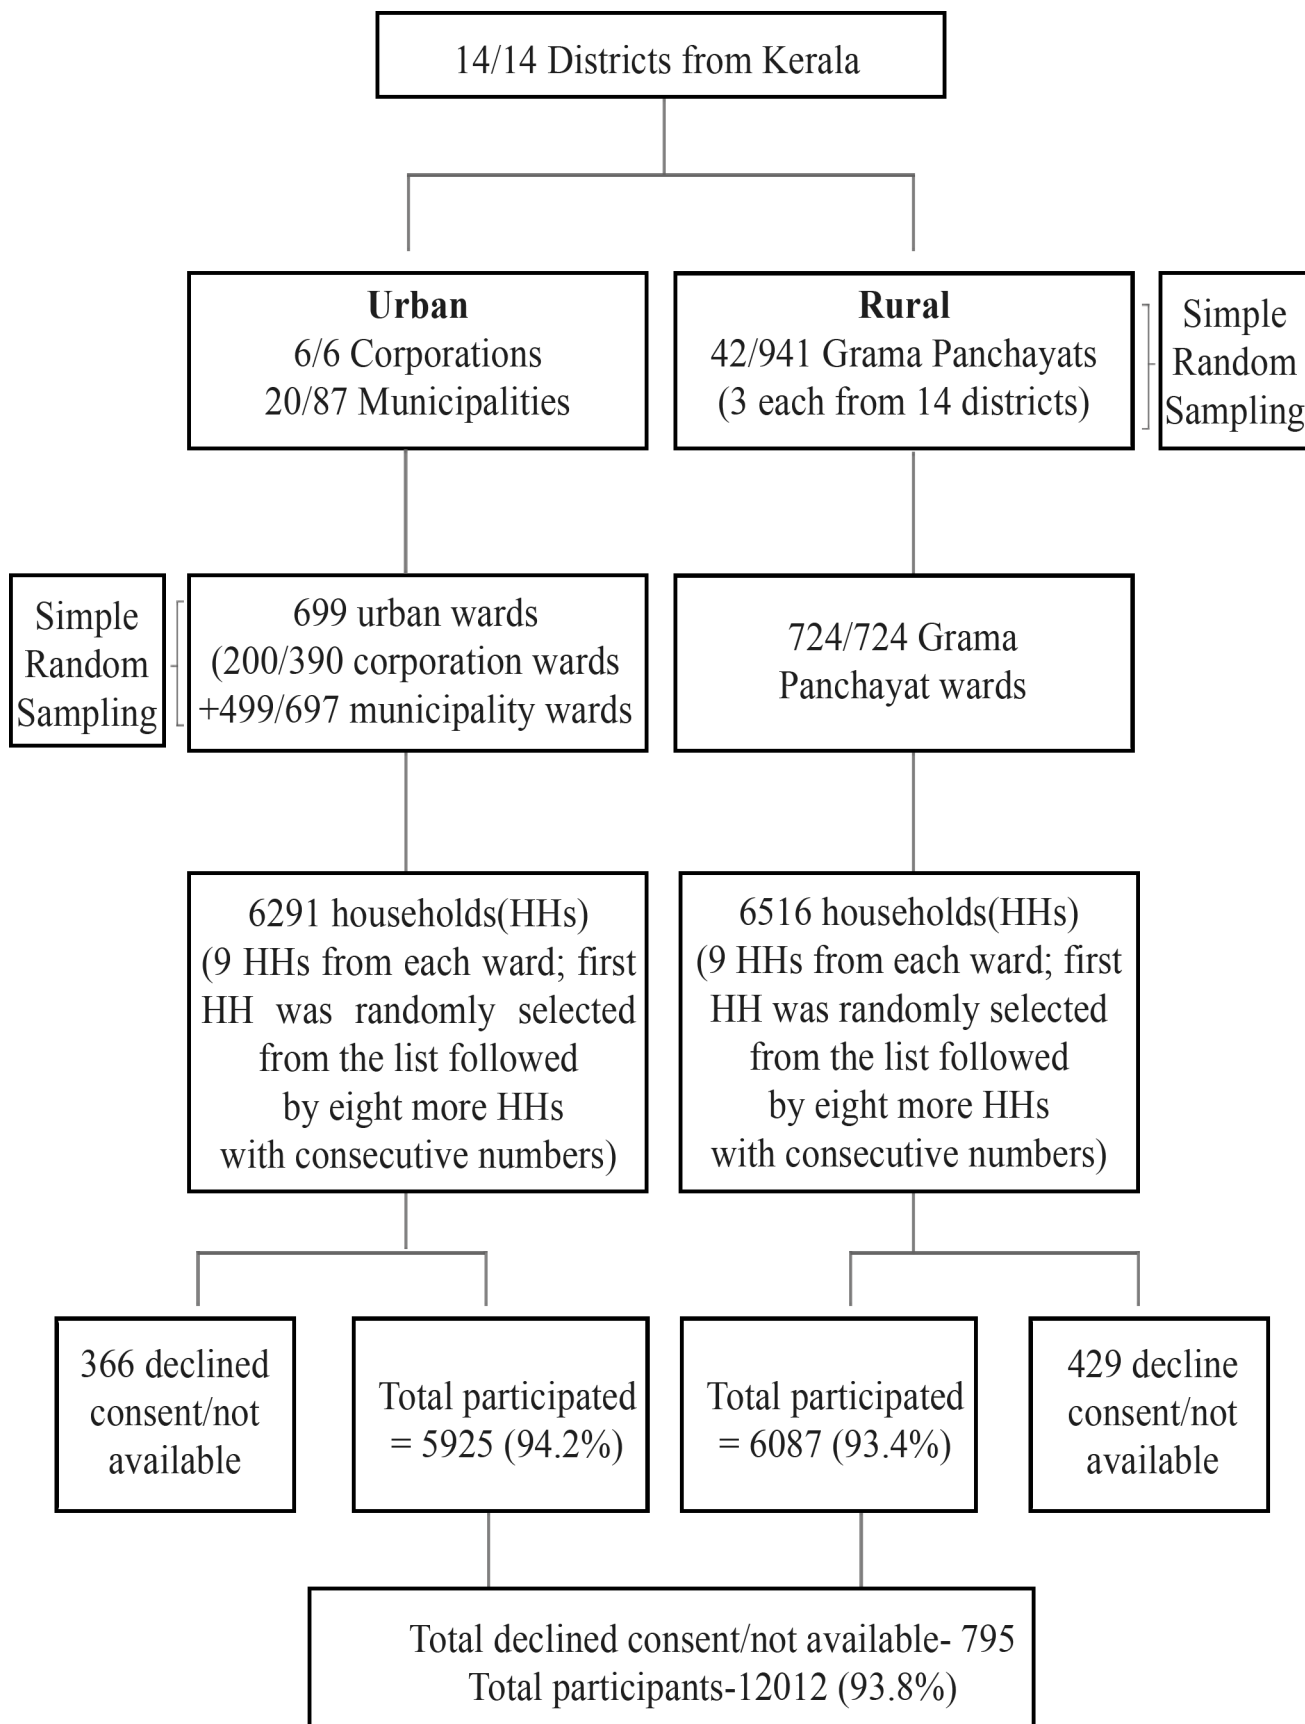 14/14 Districts from Kerala
Urban
6/6 Corporations
20/87 Municipalities
Rural
42/941 Grama Panchayats
(3 each from 14 districts)
Simple
Random
Sampling
Simple
Random
Sampling
699 urban wards
(200/390 corporation wards
+499/697 municipality wards
724/724 Grama
Panchayat wards
6291 households(HHs)
(9 HHs from each ward; first
HH was randomly selected
from the list followed
by eight more HHs
with consecutive numbers)
6516 households(HHs)
(9 HHs from each ward; first
HH was randomly selected
from the list followed
by eight more HHs
with consecutive numbers)
366 declined
consent/not
available
Total participated
= 5925 (94.2%)
Total participated
= 6087 (93.4%)
429 decline
consent/not
available
Total declined consent/not available- 795
Total participants-12012 (93.8%)